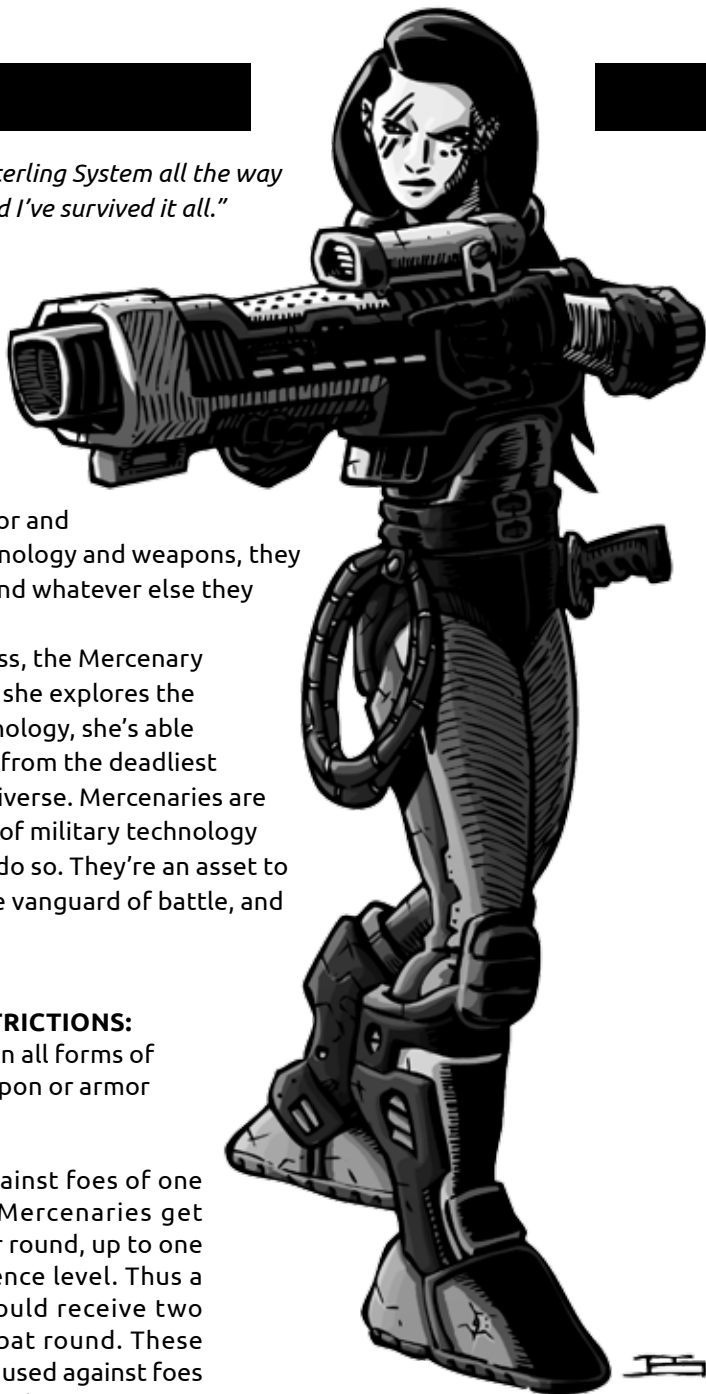 terling System all the way
d I've survived it all.”
or and
nology and weapons, they
nd whatever else they
ss, the Mercenary
she explores the
nology, she's able
from the deadliest
iverse. Mercenaries are
of military technology
do so. They're an asset to
e vanguard of battle, and
TRICTIONS:
n all forms of
pon or armor
ainst foes of one
Mercenaries get
r round, up to one
ence level. Thus a
ould receive two
bat round. These
used against foes